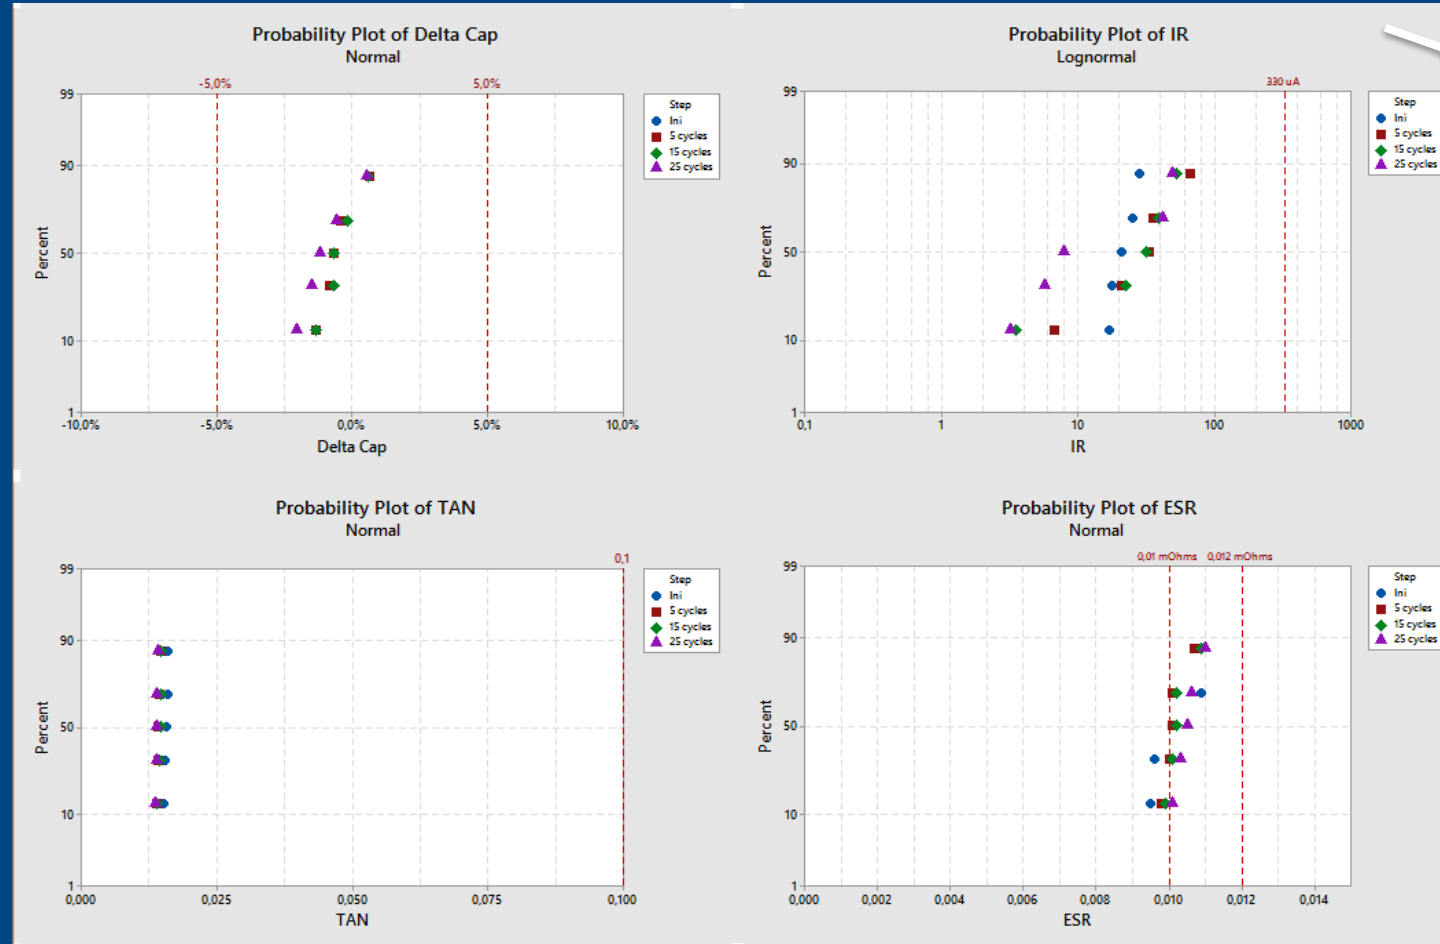 Probability Plot of Delta Cap
Normal
-5,0%
5,0%
99
90
50
10
1
Percent
-10,0%
-5,0%
0,0%
5,0%
10,0%
Delta Cap
Step
Ini
5 cycles
15 cycles
25 cycles
Probability Plot of IR
Lognormal
330 uA
99
90
50
10
1
Percent
0,1
1
10
100
1000
IR
Step
Ini
5 cycles
15 cycles
25 cycles
Probability Plot of TAN
Normal
0,1
99
90
50
10
1
Percent
0,000
0,025
0,050
0,075
0,100
TAN
Step
Ini
5 cycles
15 cycles
25 cycles
Probability Plot of ESR
Normal
0,01 mOhms
0,012 mOhms
99
90
50
10
1
Percent
0,000
0,002
0,004
0,006
0,008
0,010
0,012
0,014
ESR
Step
Ini
5 cycles
15 cycles
25 cycles